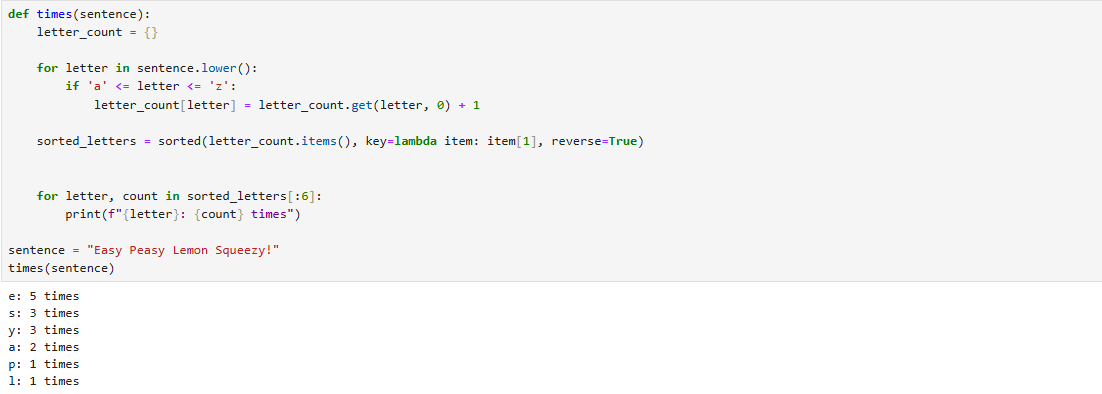 def times(sentence):
    letter_count = {}
    for letter in sentence.lower():
        if 'a' <= letter <= 'z':
            letter_count[letter] = letter_count.get(letter, 0) + 1
    sorted_letters = sorted(letter_count.items(), key=lambda item: item[1], reverse=True)
    for letter, count in sorted_letters[:6]:
        print(f"{letter}: {count} times")
sentence = "Easy Peasy Lemon Squeezy!"
times(sentence)
e: 5 times
s: 3 times
y: 3 times
a: 2 times
p: 1 times
l: 1 times